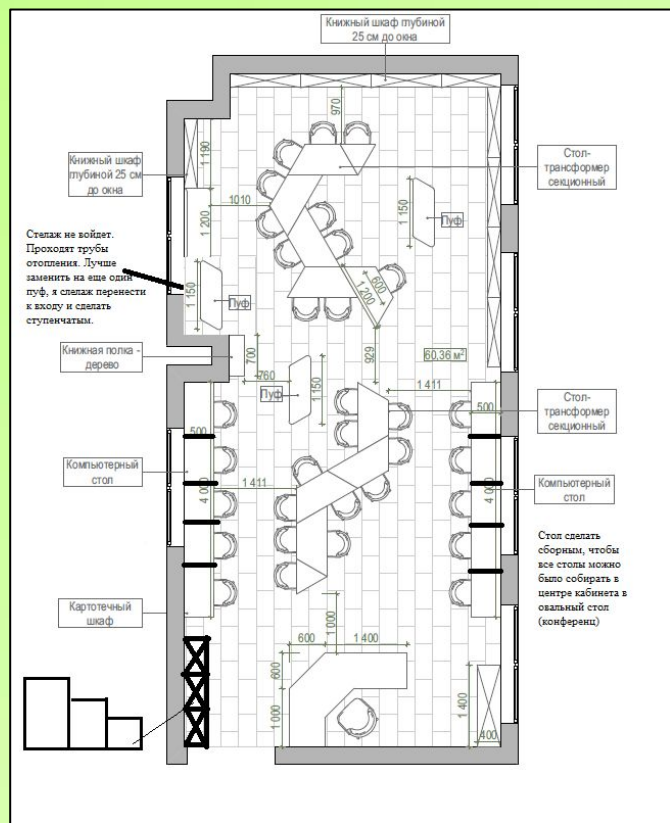 Книжный шкаф глубиной
25 см до окна
970
Книжный шкаф
глубиной 25 см
до окна
1 190
Стол-
трансформер
секционный
1010
1 150
Пуф
1 200
Стелаж не войдет.
Проходят трубы
отопления. Лучше
заменить на еще один
пуф, я слелаж перенести
к входу и сделать
ступенчатым.
1 150
Пуф
600
1 200
Книжная полка -
дерево
700
929
60,36 м²
760
Пуф
1 150
1 411
Стол-
трансформер
секционный
500
500
Компьютерный
стол
4 000
1 411
4 000
Компьютерный
стол
Стол сделать
сборным, чтобы
все столы можно
было собирать в
центре кабинета в
овальный стол
(конференц)
Картотечный
шкаф
1 000
600
1 400
600
1 000
1 400
400